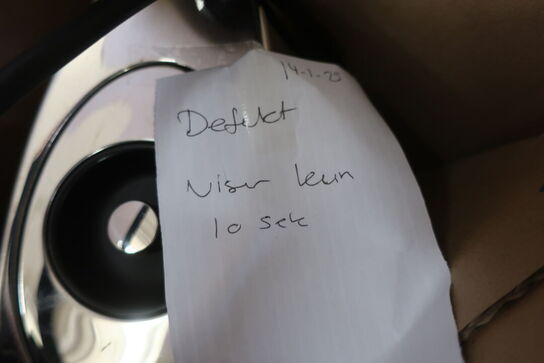 14-1-25
Defekt
Viser kun
10 sek